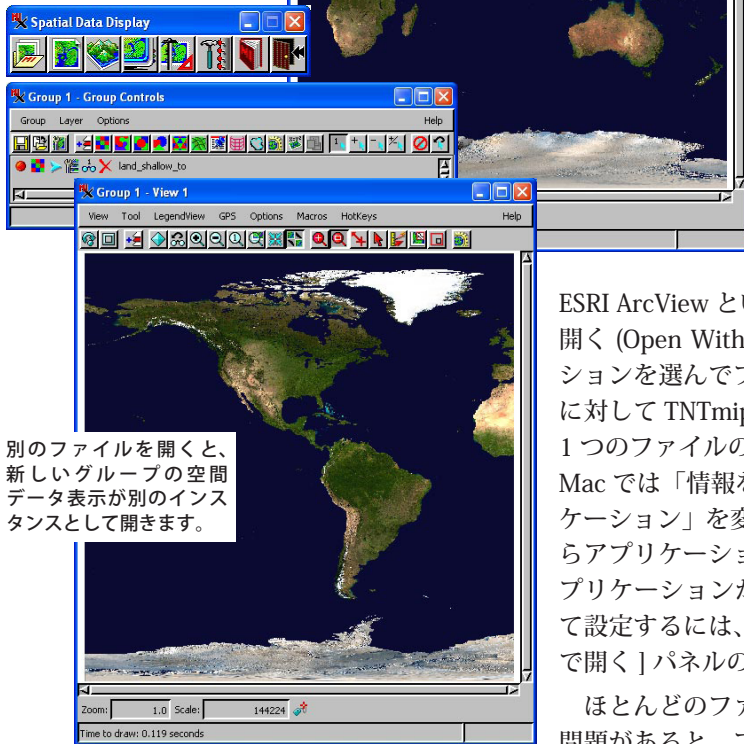 Spatial Data Display
Group 1 - Group Controls
Group Layer Options Help
land_shallow_to
Group 1 - View 1
View Tool LegendView GPS Options Macros HotKeys Help
別のファイルを開くと、
新しいグループの空間
データ表示が別のインス
タンスとして開きます。
Zoom: 1.0 Scale: 144224
Time to draw: 0.119 seconds
ESRI ArcView と
開く (Open With
ションを選んで
に対して TNTmip
1 つのファイルの
Mac では「情報
ケーション」を変
らアプリケーショ
プリケーションが
て設定するには、
で開く ] パネルの
ほとんどのファ
問題があると、